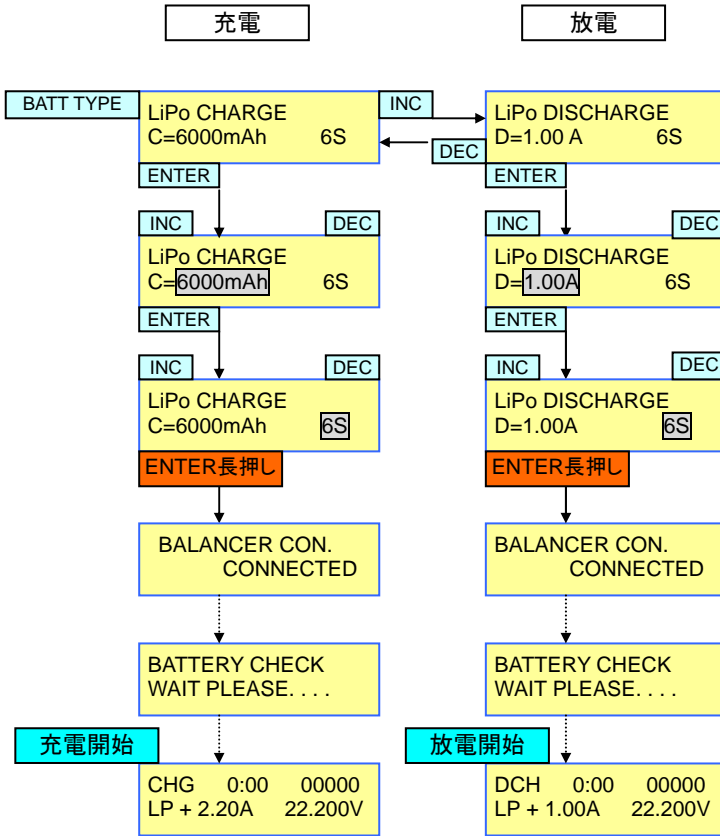 充電
放電
BATT TYPE
LiPo CHARGE
C=6000mAh 6S
INC
DEC
LiPo DISCHARGE
D=1.00 A 6S
ENTER
ENTER
INC
DEC
INC
DEC
LiPo CHARGE
C=6000mAh 6S
LiPo DISCHARGE
D=1.00A 6S
ENTER
ENTER
INC
DEC
INC
DEC
LiPo CHARGE
C=6000mAh 6S
LiPo DISCHARGE
D=1.00A 6S
ENTER長押し
ENTER長押し
BALANCER CON.
CONNECTED
BALANCER CON.
CONNECTED
BATTERY CHECK
WAIT PLEASE. . . .
BATTERY CHECK
WAIT PLEASE. . . .
充電開始
放電開始
CHG 0:00 00000
LP + 2.20A 22.200V
DCH 0:00 00000
LP + 1.00A 22.200V